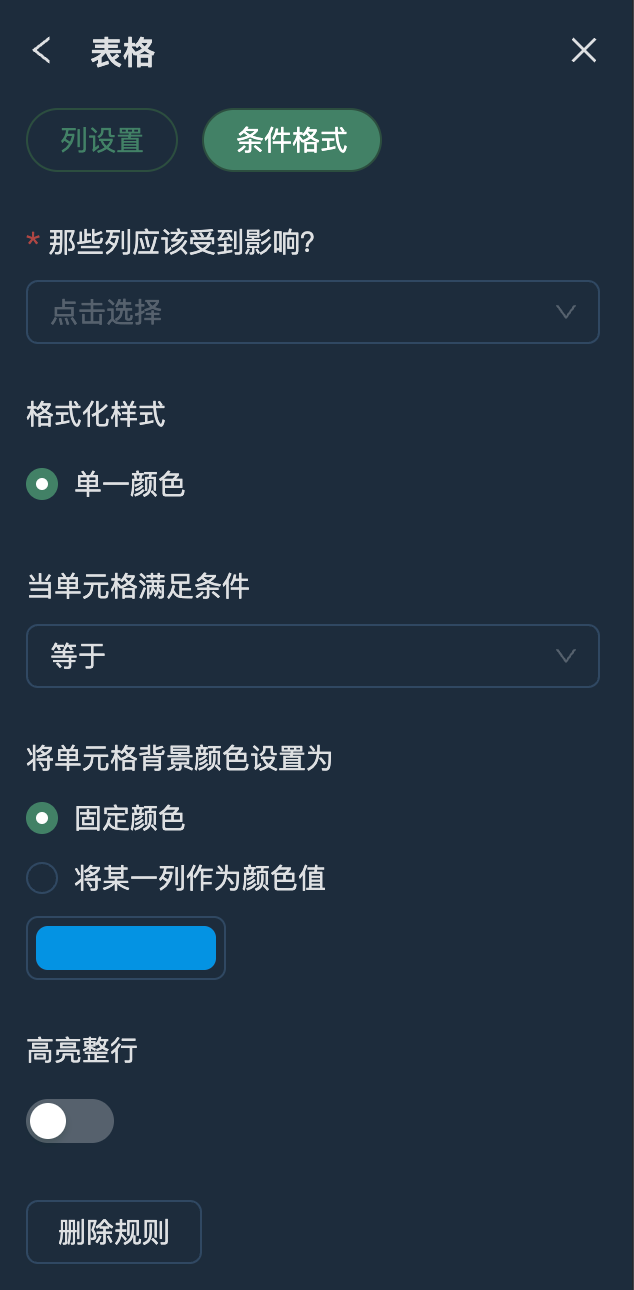 表格
列设置
条件格式
* 那些列应该受到影响?
点击选择
格式化样式
单一颜色
当单元格满足条件
等于
将单元格背景颜色设置为
固定颜色
将某一列作为颜色值
高亮整行
删除规则